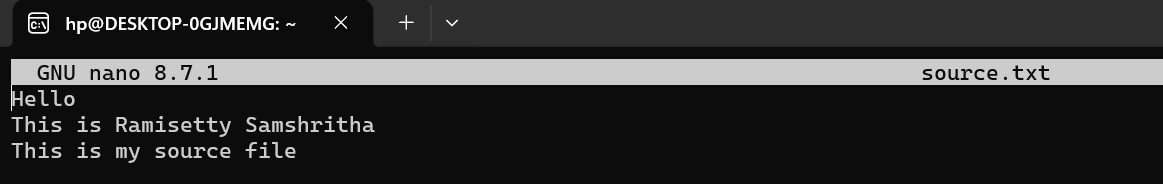 hp@DESKTOP-0GJMEMG: ~
GNU nano 8.7.1 source.txt
Hello
This is Ramisetty Samshritha
This is my source file